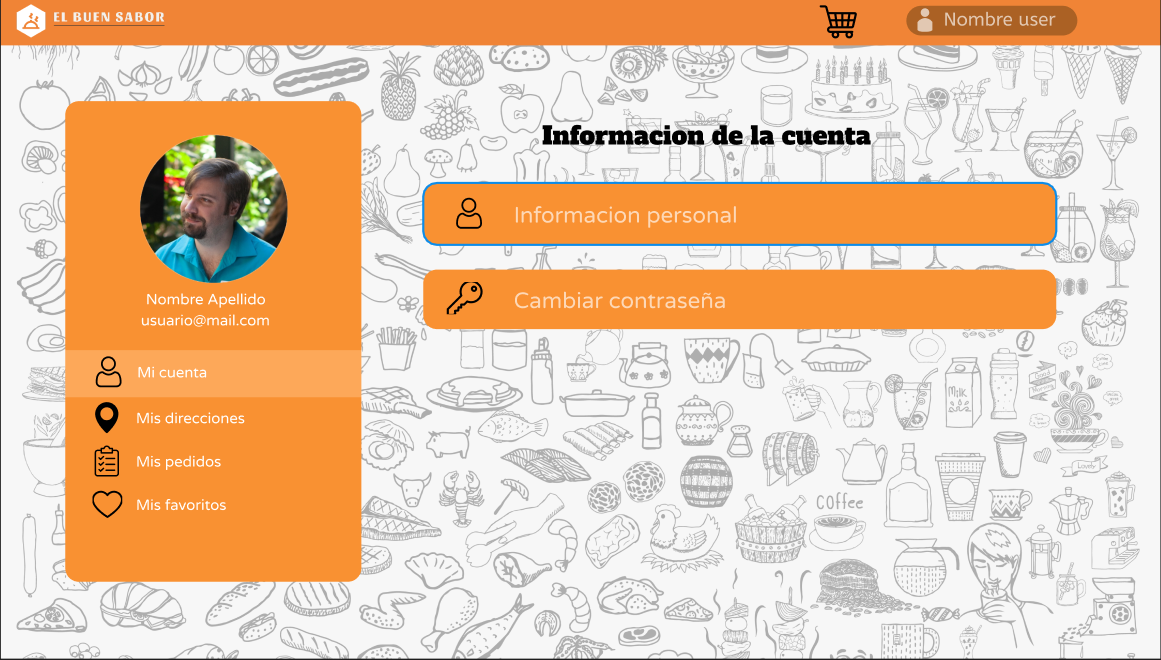 EL BUEN SABOR
Nombre user
Informacion de la cuenta
Informacion personal
Cambiar contraseña
Nombre Apellido
usuario@mail.com
Mi cuenta
Mis direcciones
Mis pedidos
Mis favoritos
Milk
COFFEE
Lovely